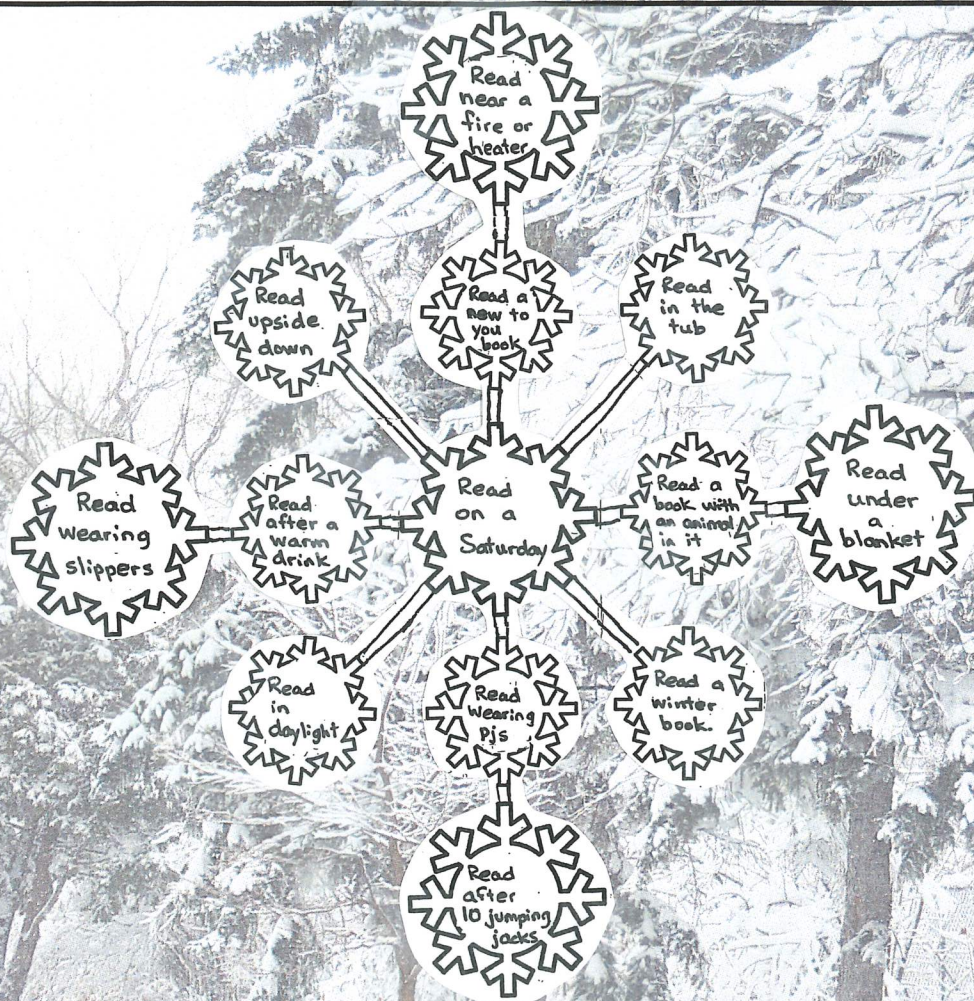 Read
near a
fire or
heater
Read
upside
down
Read a
new to
you
book
Read
in the
tub
Read
wearing
slippers
Read
after a
warm
drink
Read
on a
Saturday
Read a
book with
an animal
in it
Read
under
a
blanket
Read
in
daylight
Read
wearing
pjs
Read a
winter
book.
Read
after
10 jumping
jacks